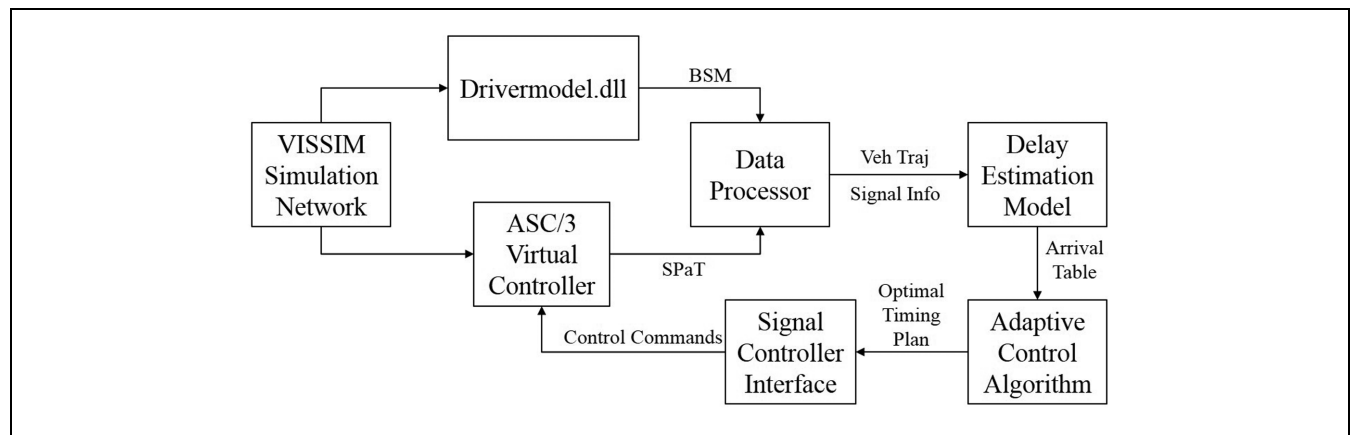 Drivermodel.dll
BSM
VISSIM
Simulation
Network
Data
Processor
Veh Traj
Signal Info
Delay
Estimation
Model
ASC/3
Virtual
Controller
SPaT
Arrival
Table
Optimal
Timing
Plan
Control Commands
Signal
Controller
Interface
Adaptive
Control
Algorithm